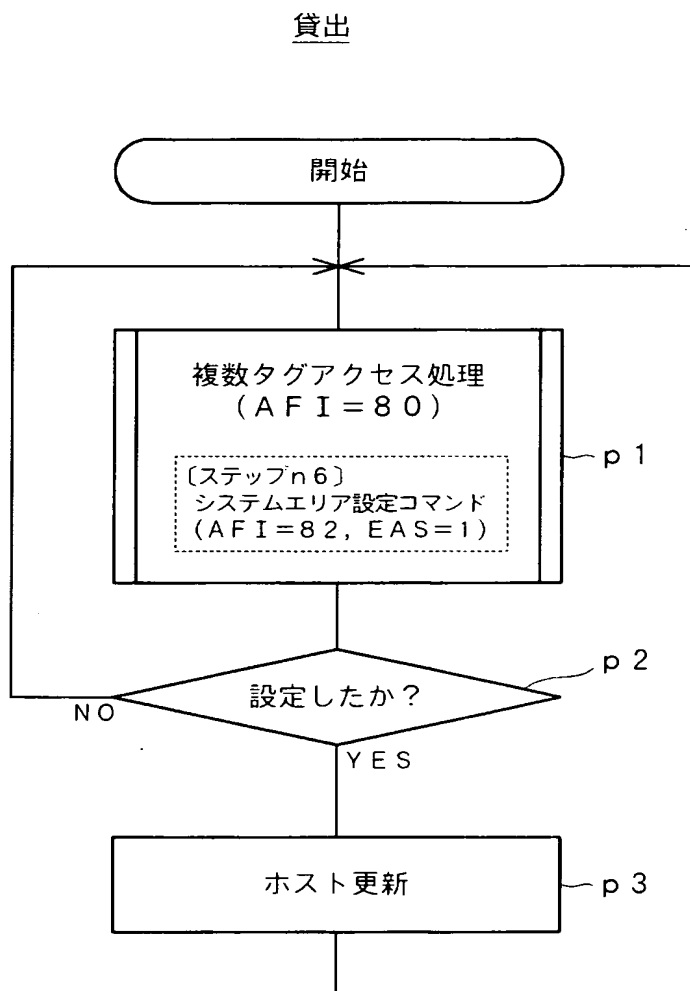 貸出
開始
複数タグアクセス処理
(AFI=80)
〔ステップn6〕
システムエリア設定コマンド
(AFI=82, EAS=1)
p1
設定したか?
p2
NO
YES
ホスト更新
p3